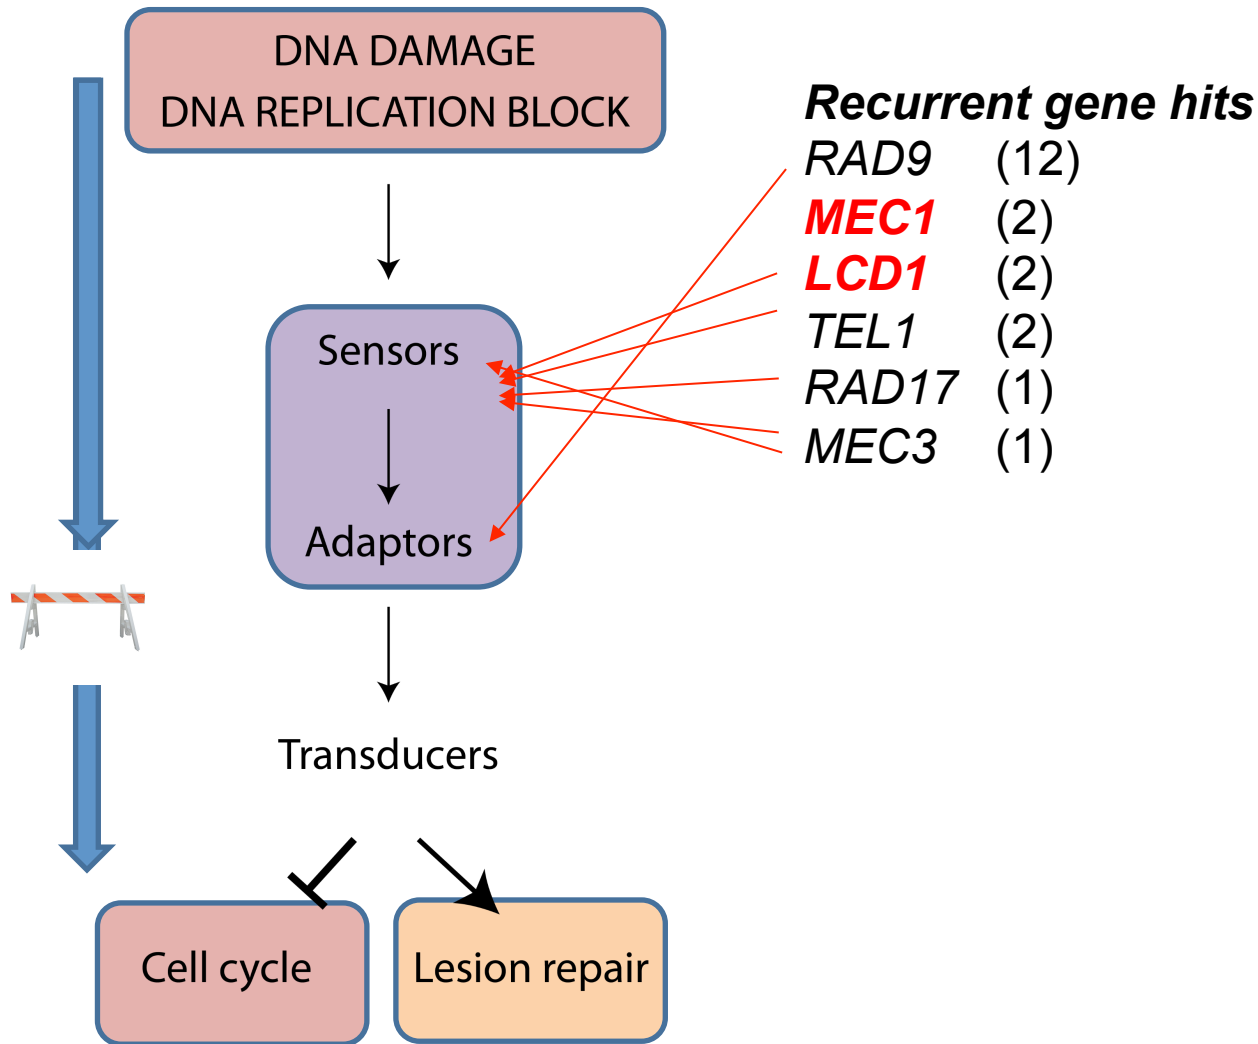 DNA DAMAGE
DNA REPLICATION BLOCK
Recurrent gene hits
RAD9 (12)
MEC1 (2)
LCD1 (2)
TEL1 (2)
RAD17 (1)
MEC3 (1)
Sensors
Adaptors
Transducers
Cell cycle
Lesion repair